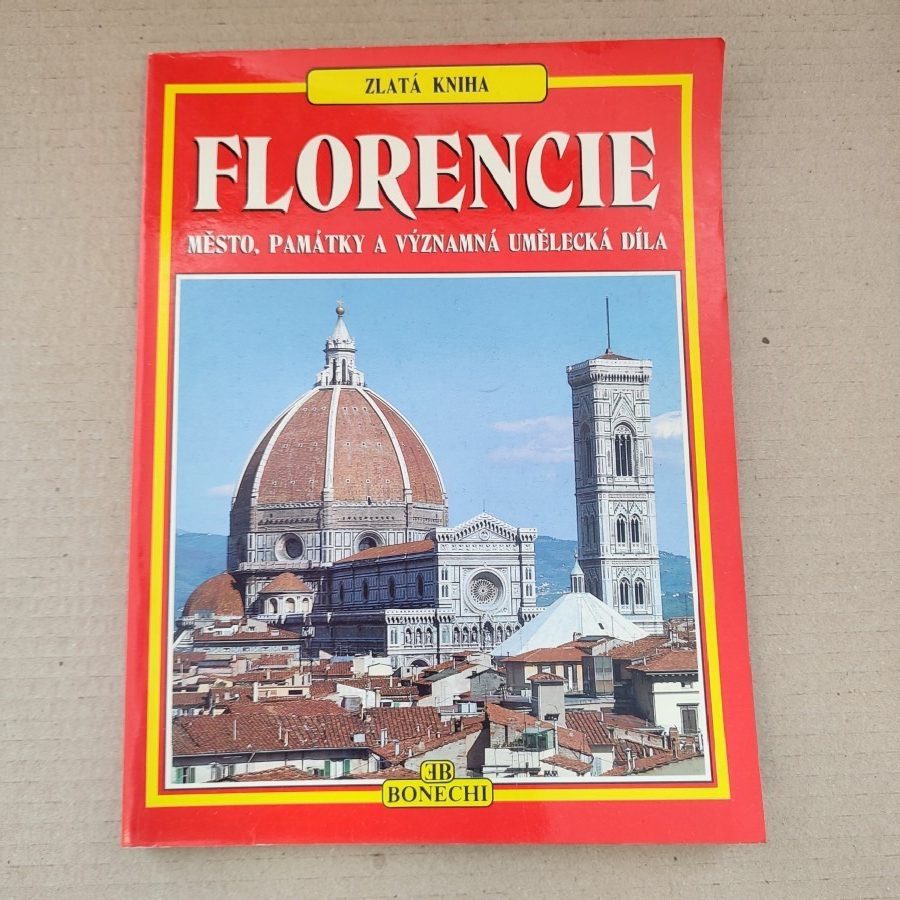 ZLATÁ KNIHA
FLORENCIE
MĚSTO, PAMÁTKY A VÝZNAMNÁ UMĚLECKÁ DÍLA
EB
BONECHI